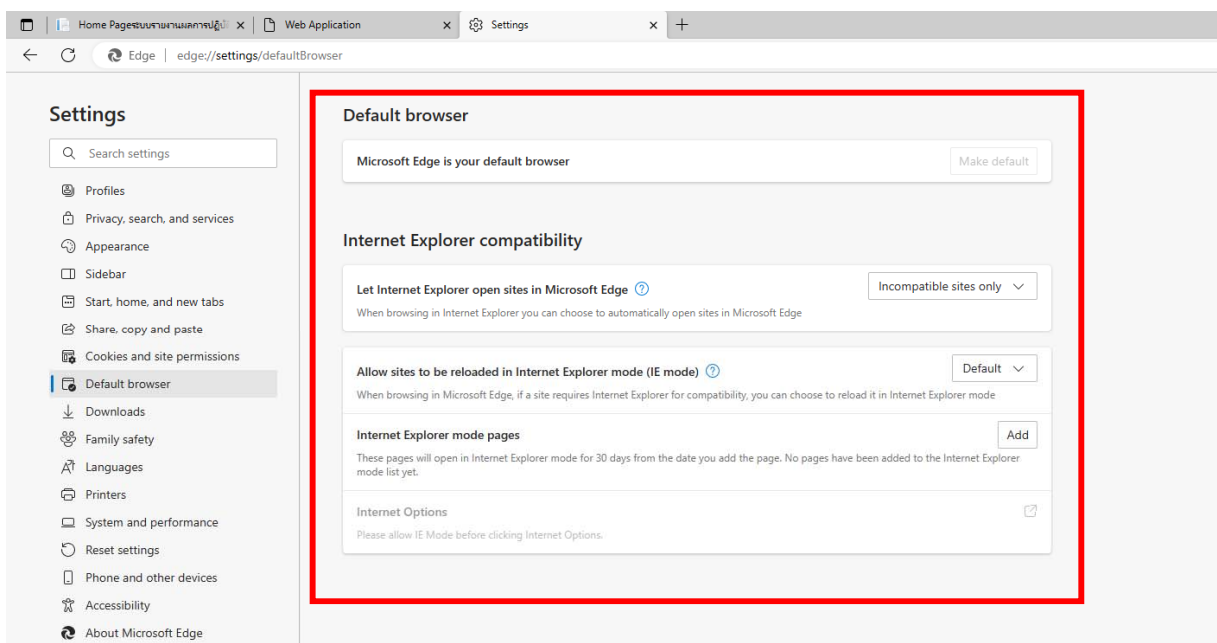 Home Pageระบบรายงานผลการปฏิบั
Web Application
Settings
Edge
edge://settings/defaultBrowser
Settings
Search settings
Profiles
Privacy, search, and services
Appearance
Sidebar
Start, home, and new tabs
Share, copy and paste
Cookies and site permissions
Default browser
Downloads
Family safety
Languages
Printers
System and performance
Reset settings
Phone and other devices
Accessibility
About Microsoft Edge
Default browser
Microsoft Edge is your default browser
Make default
Internet Explorer compatibility
Let Internet Explorer open sites in Microsoft Edge
Incompatible sites only
When browsing in Internet Explorer you can choose to automatically open sites in Microsoft Edge
Allow sites to be reloaded in Internet Explorer mode (IE mode)
Default
When browsing in Microsoft Edge, if a site requires Internet Explorer for compatibility, you can choose to reload it in Internet Explorer mode
Internet Explorer mode pages
Add
These pages will open in Internet Explorer mode for 30 days from the date you add the page. No pages have been added to the Internet Explorer
mode list yet.
Internet Options
Please allow IE Mode before clicking Internet Options.